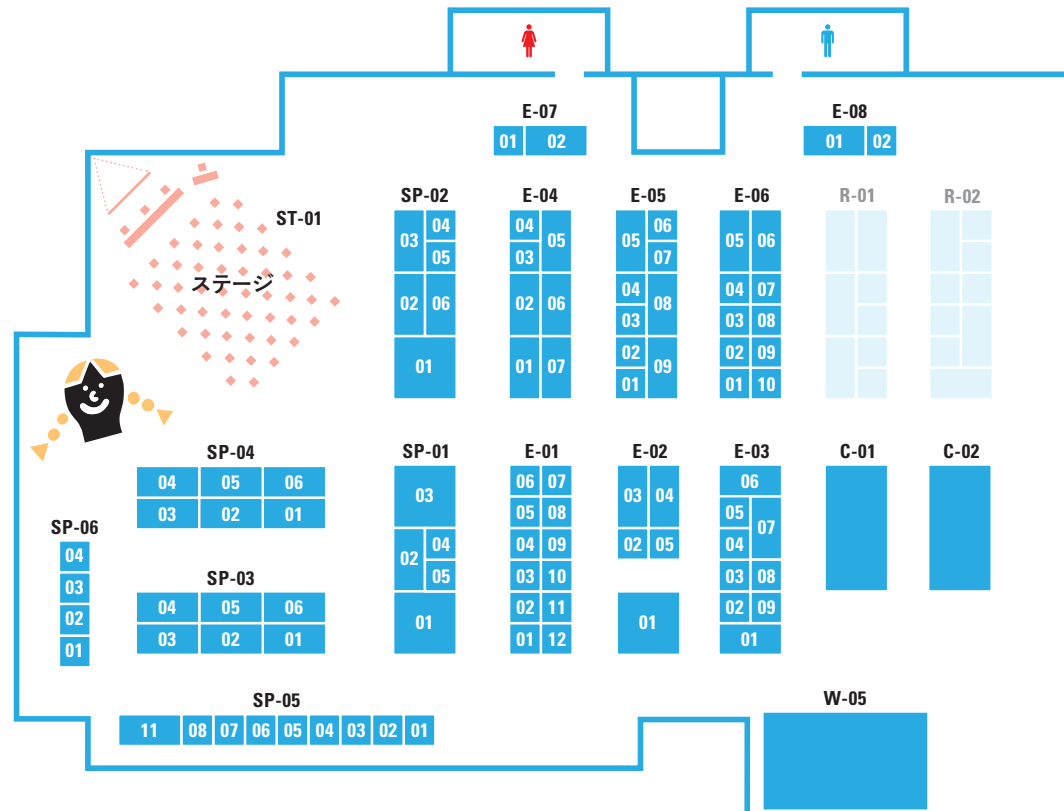 E-07
01 02
E-08
01 02
ST-01
ステージ
SP-02
03 04
05
02 06
01
E-04
04 05
03
02 06
01 07
E-05
05 06
07
04 08
03
02 09
01
E-06
05 06
04 07
03 08
02 09
01 10
R-01
R-02
SP-04
04 05 06
03 02 01
SP-06
04
03
02
01
SP-03
04 05 06
03 02 01
SP-01
03
02 04
05
01
E-01
06 07
05 08
04 09
03 10
02 11
01 12
E-02
03 04
02 05
01
E-03
06
05 07
04
03 08
02 09
01
C-01
C-02
SP-05
11 08 07 06 05 04 03 02 01
W-05